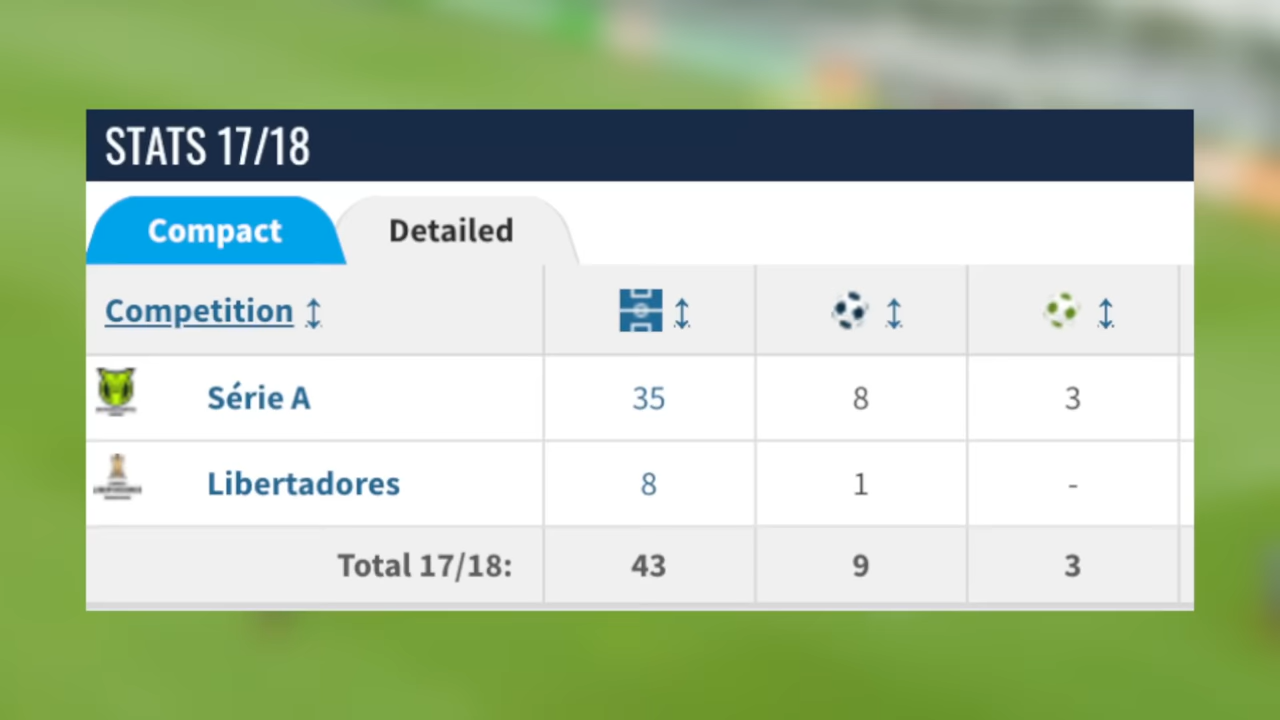 STATS 17/18
Compact Detailed
Competition
Série A 35 8 3
Libertadores 8 1 -
Total 17/18: 43 9 3